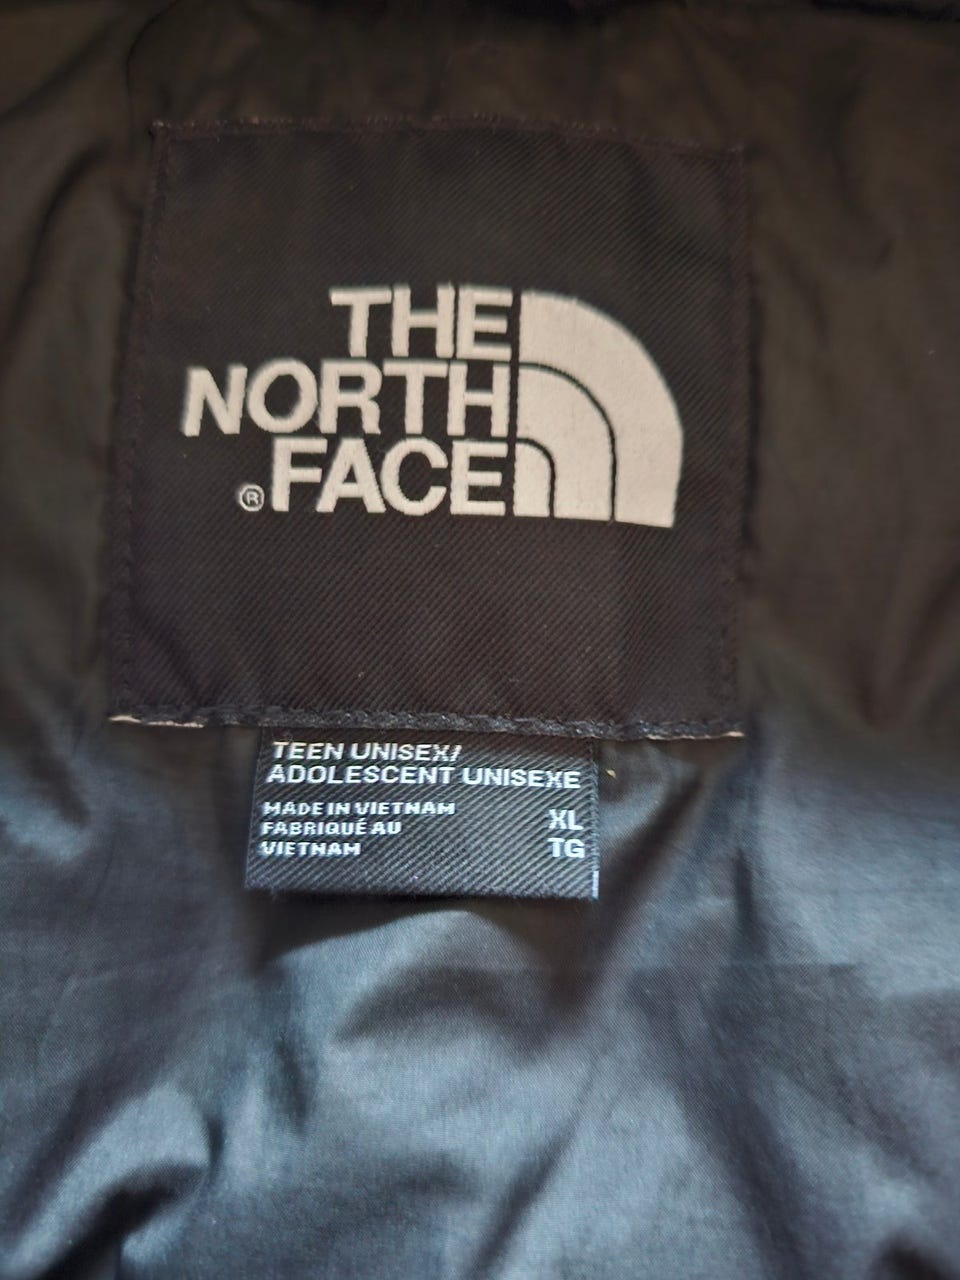 THE
NORTH
® FACE
TEEN UNISEX/
ADOLESCENT UNISEXE
MADE IN VIETNAM XL
FABRIQUÉ AU
VIETNAM TG